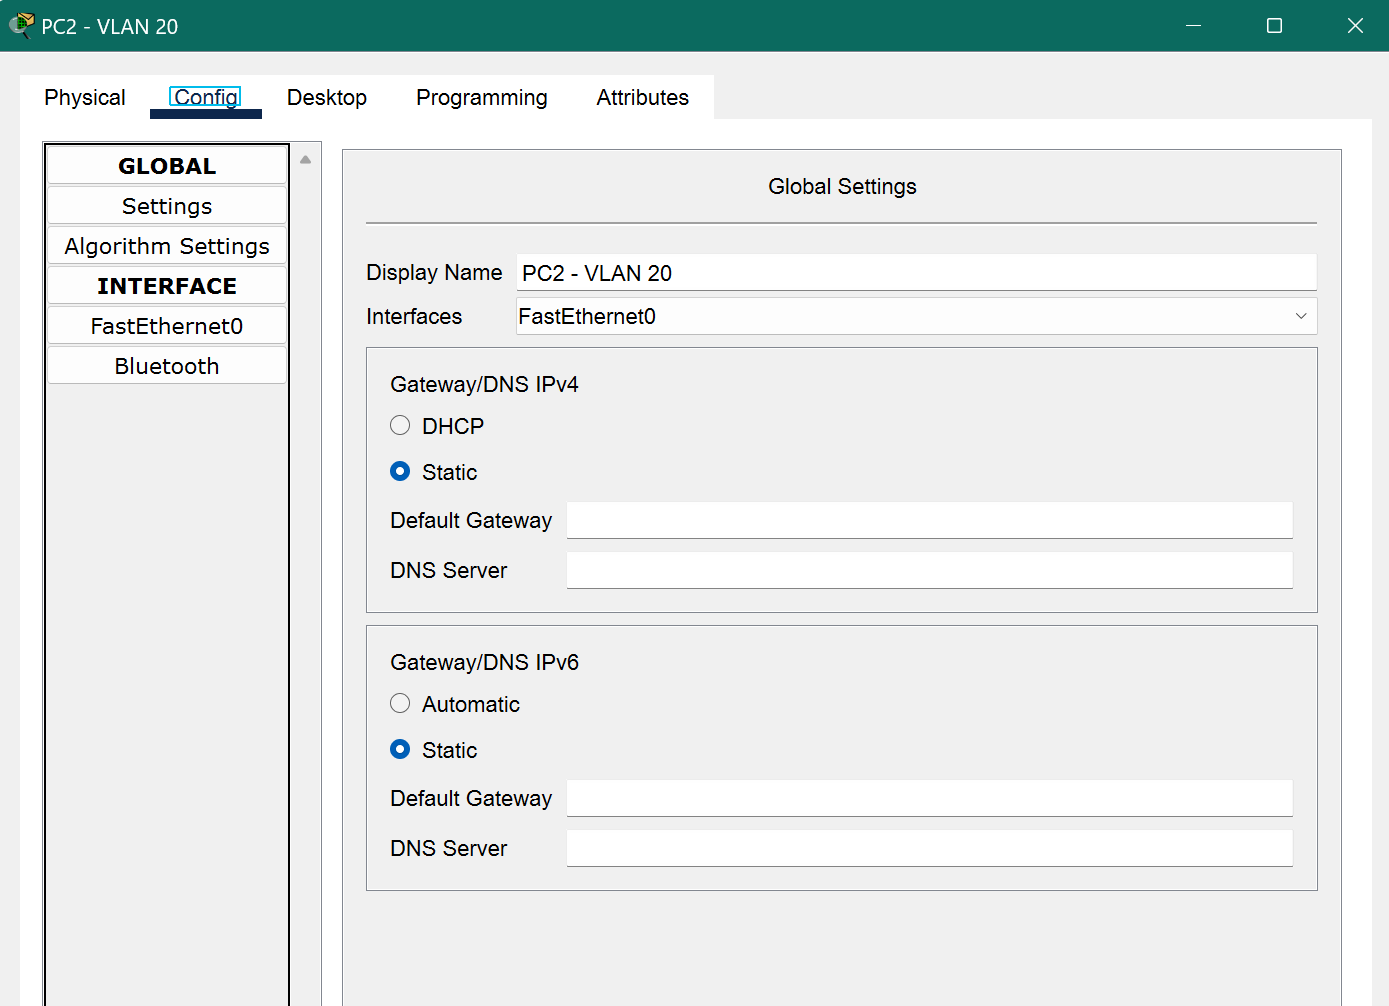 PC2 - VLAN 20
Physical Config Desktop Programming Attributes
GLOBAL
Settings
Algorithm Settings
INTERFACE
FastEthernet0
Bluetooth
Global Settings
Display Name PC2 - VLAN 20
Interfaces FastEthernet0
Gateway/DNS IPv4
DHCP
Static
Default Gateway
DNS Server
Gateway/DNS IPv6
Automatic
Static
Default Gateway
DNS Server